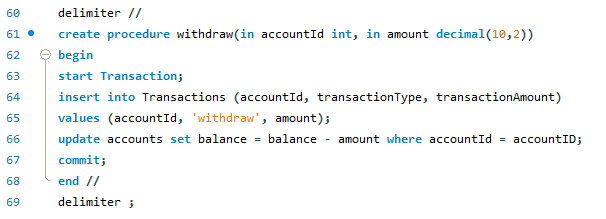 60 delimiter //
61 create procedure withdraw(in accountId int, in amount decimal(10,2))
62 begin
63 start Transaction;
64 insert into Transactions (accountId, transactionType, transactionAmount)
65 values (accountId, 'withdraw', amount);
66 update accounts set balance = balance - amount where accountId = accountID;
67 commit;
68 end //
69 delimiter ;